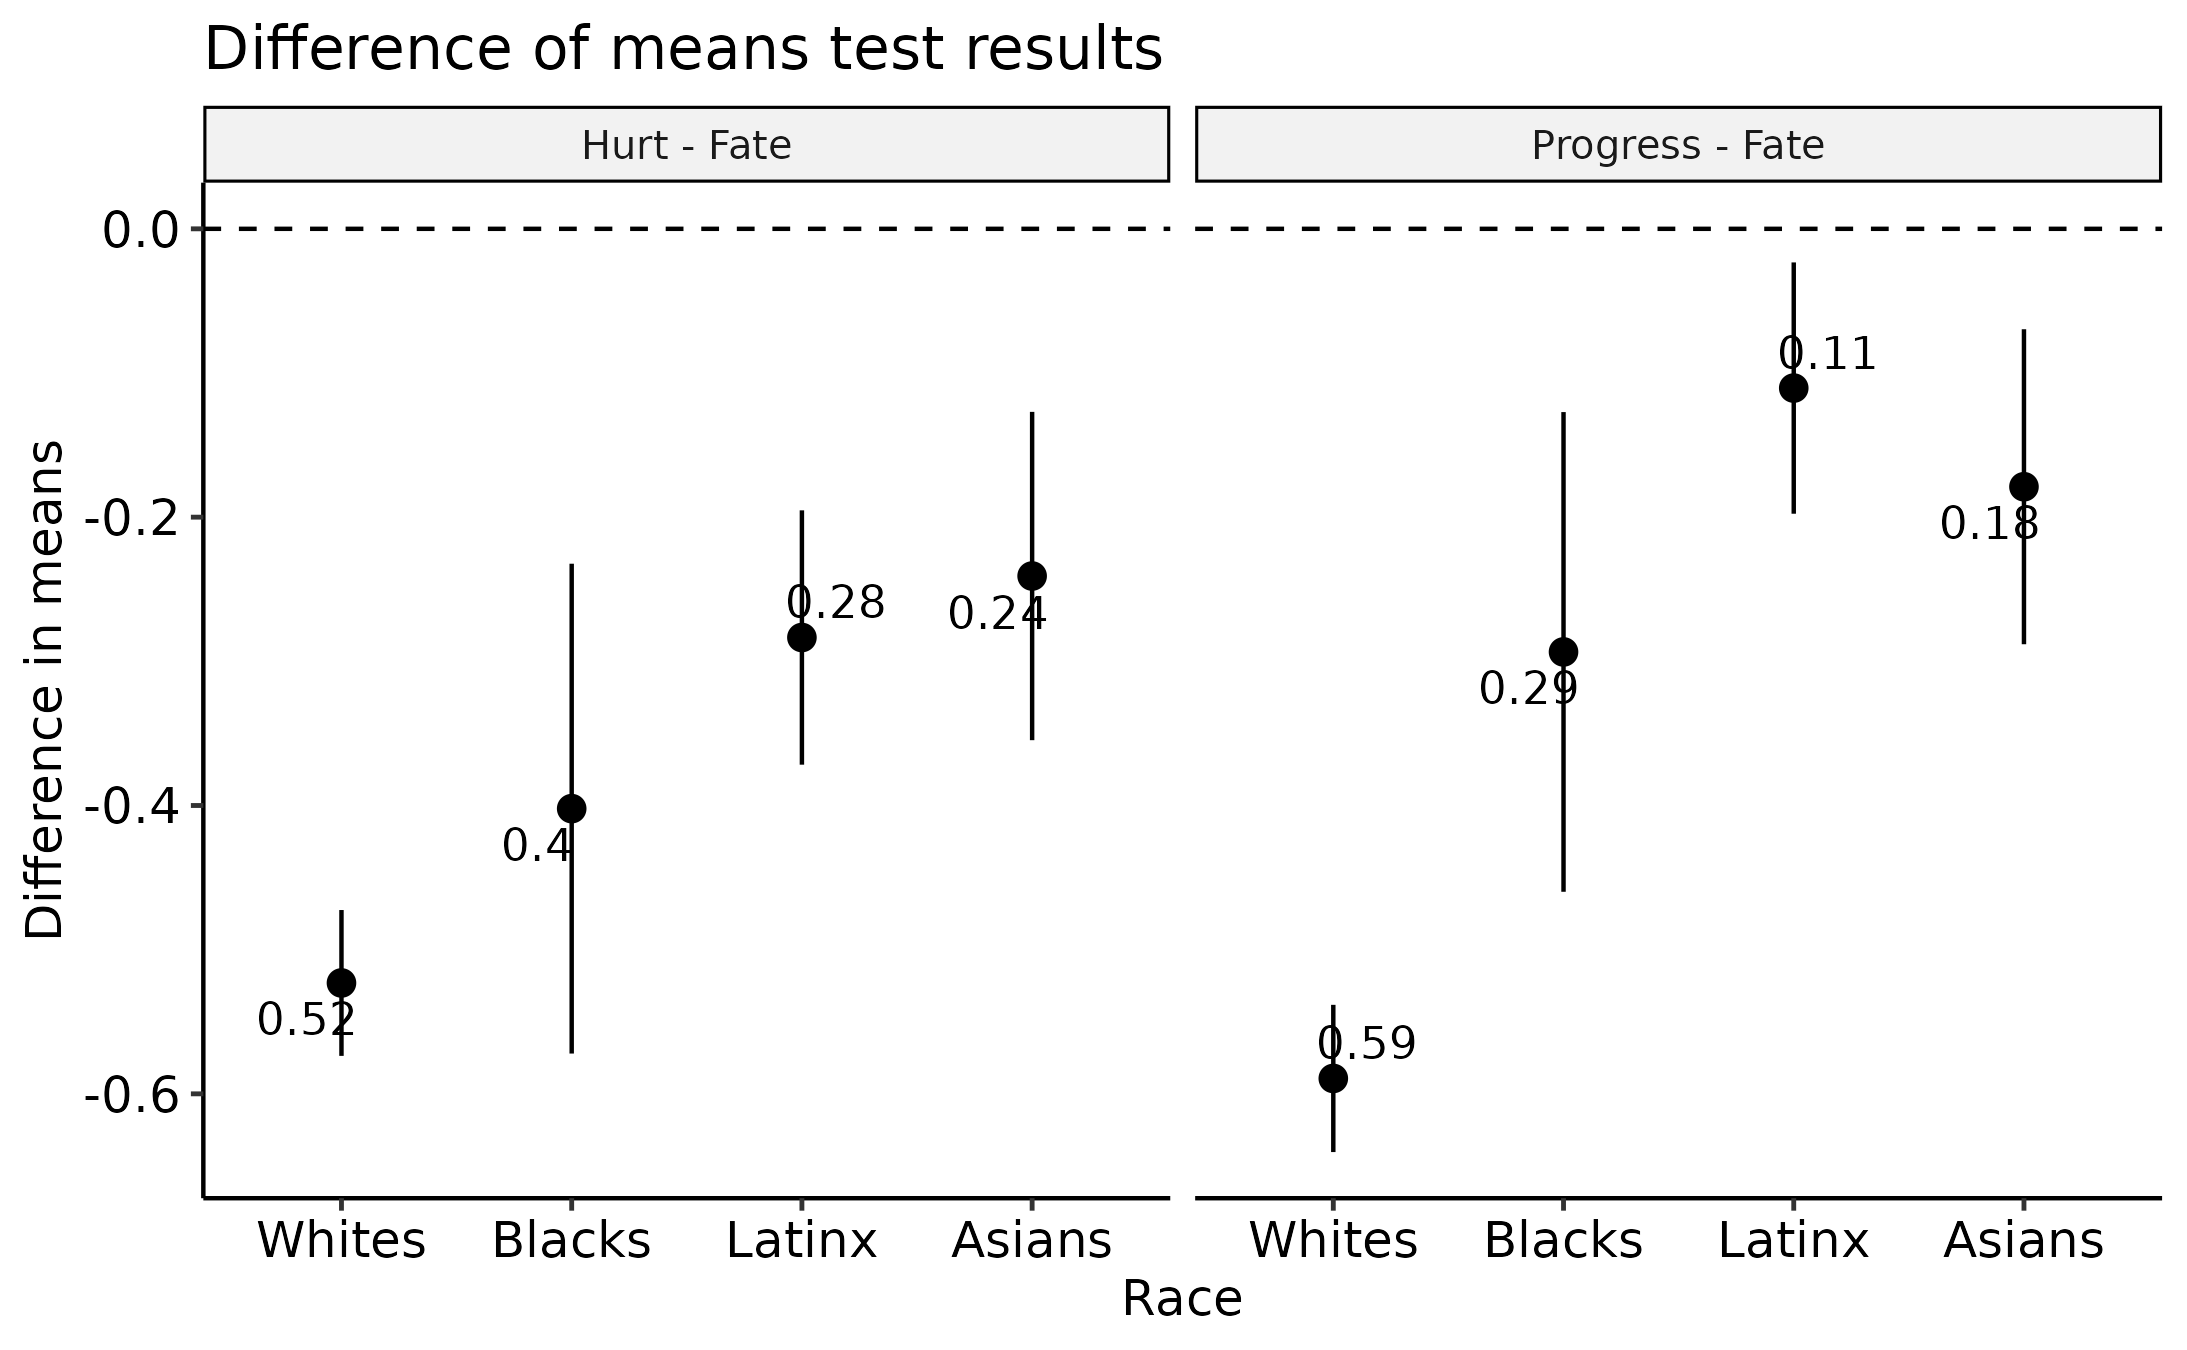 Difference of means test results
Hurt - Fate
Progress - Fate
Difference in means
0.0
-0.2
-0.4
-0.6
0.52
0.4
0.28
0.24
0.59
0.29
0.11
0.18
Whites Blacks Latinx Asians
Whites Blacks Latinx Asians
Race